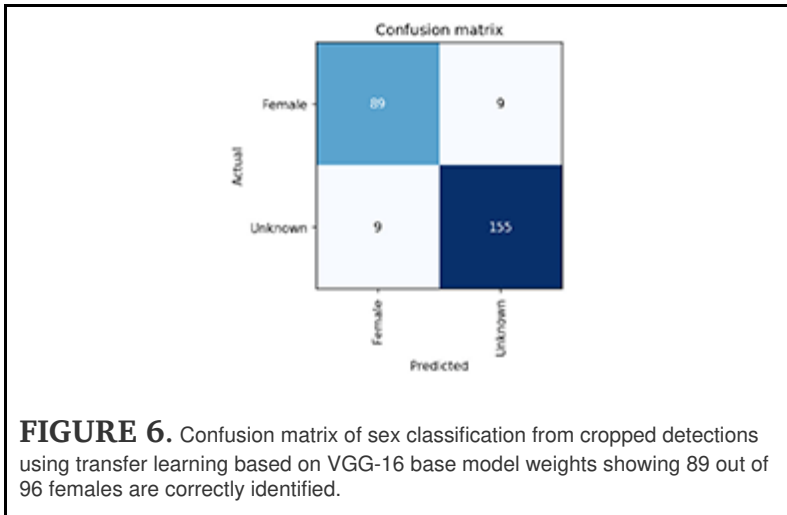 Confusion matrix
Female
89
9
Actual
Unknown
9
155
Female
Unknown
Predicted
FIGURE 6. Confusion matrix of sex classification from cropped detections
using transfer learning based on VGG-16 base model weights showing 89 out of
96 females are correctly identified.